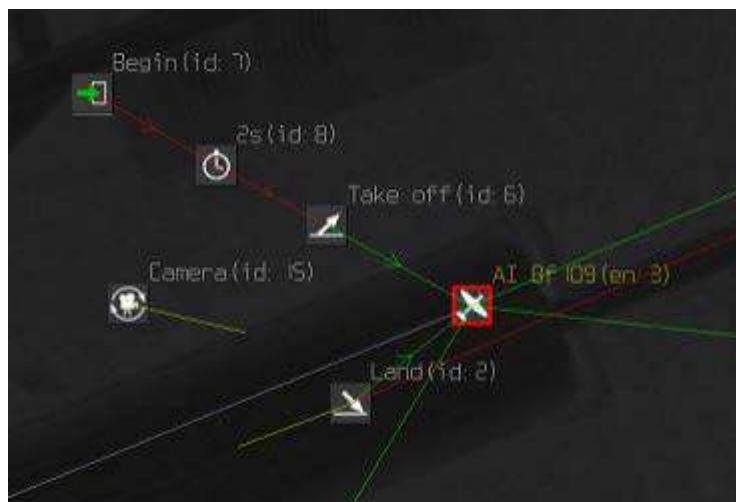 Begin(id: 7)
2s(id: 8)
Take off(id: 6)
Camera(id: 15)
AI Bf 109(en: 3)
Land(id: 2)